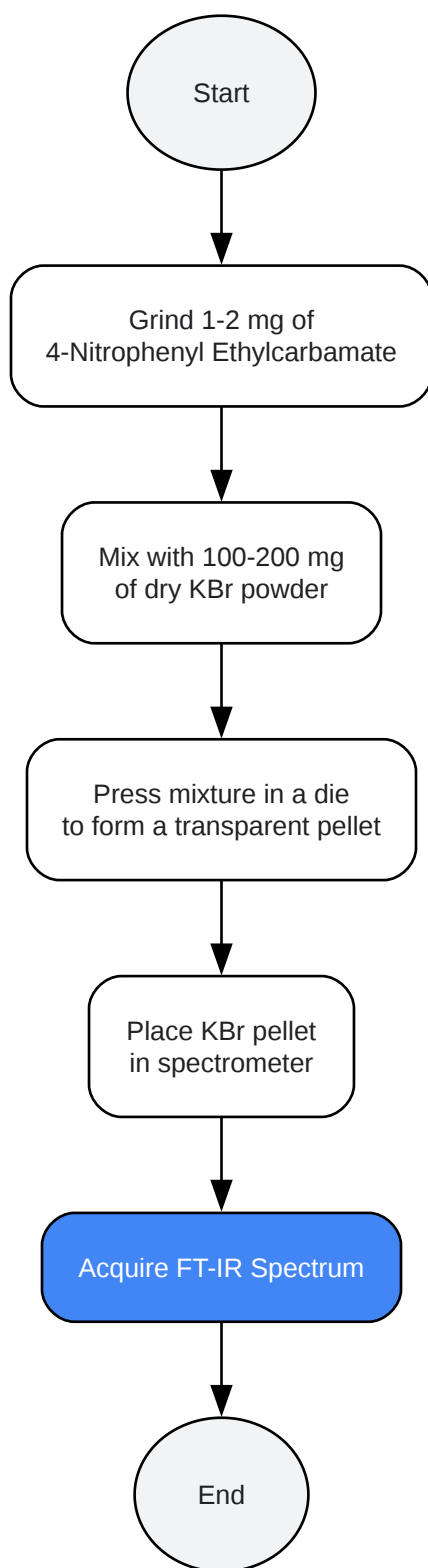 Start
Grind 1-2 mg of
4-Nitrophenyl Ethylcarbamate
Mix with 100-200 mg
of dry KBr powder
Press mixture in a die
to form a transparent pellet
Place KBr pellet
in spectrometer
Acquire FT-IR Spectrum
End